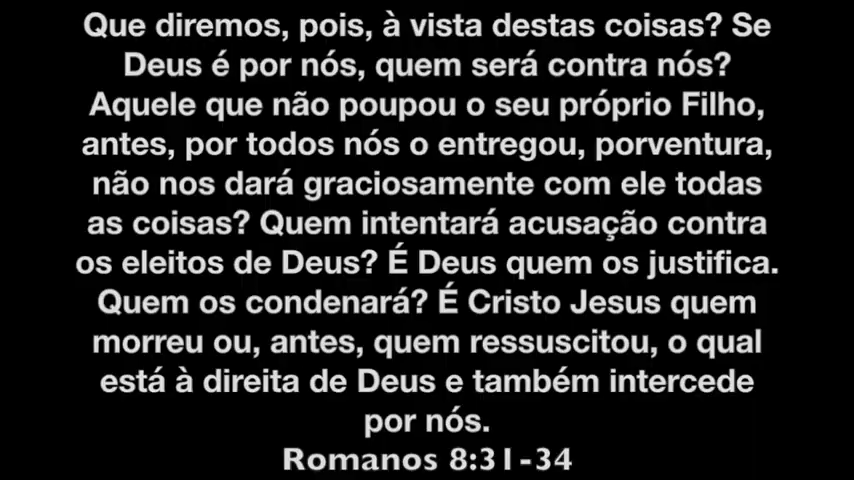 Que diremos, pois, à vista destas coisas? Se
Deus é por nós, quem será contra nós?
Aquele que não poupou o seu próprio Filho,
antes, por todos nós o entregou, porventura,
não nos dará graciosamente com ele todas
as coisas? Quem intentará acusação contra
os eleitos de Deus? É Deus quem os justifica.
Quem os condenará? É Cristo Jesus quem
morreu ou, antes, quem ressuscitou, o qual
está à direita de Deus e também intercede
por nós.
Romanos 8:31-34